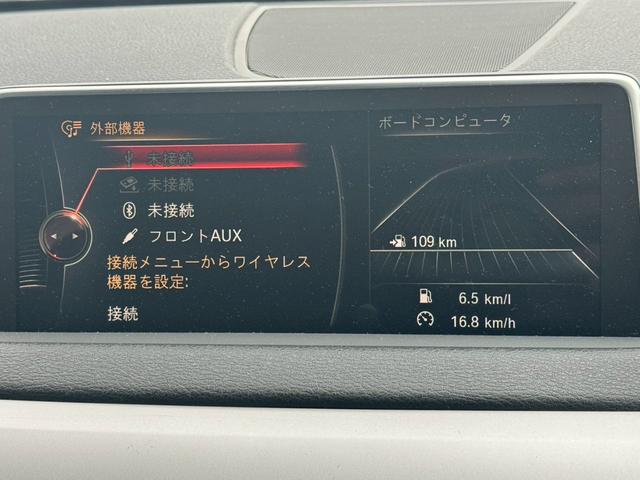 外部機器
未接続
未接続
未接続
フロントAUX
接続メニューからワイヤレス
機器を設定:
接続
ボードコンピュータ
109 km
6.5 km/l
16.8 km/h